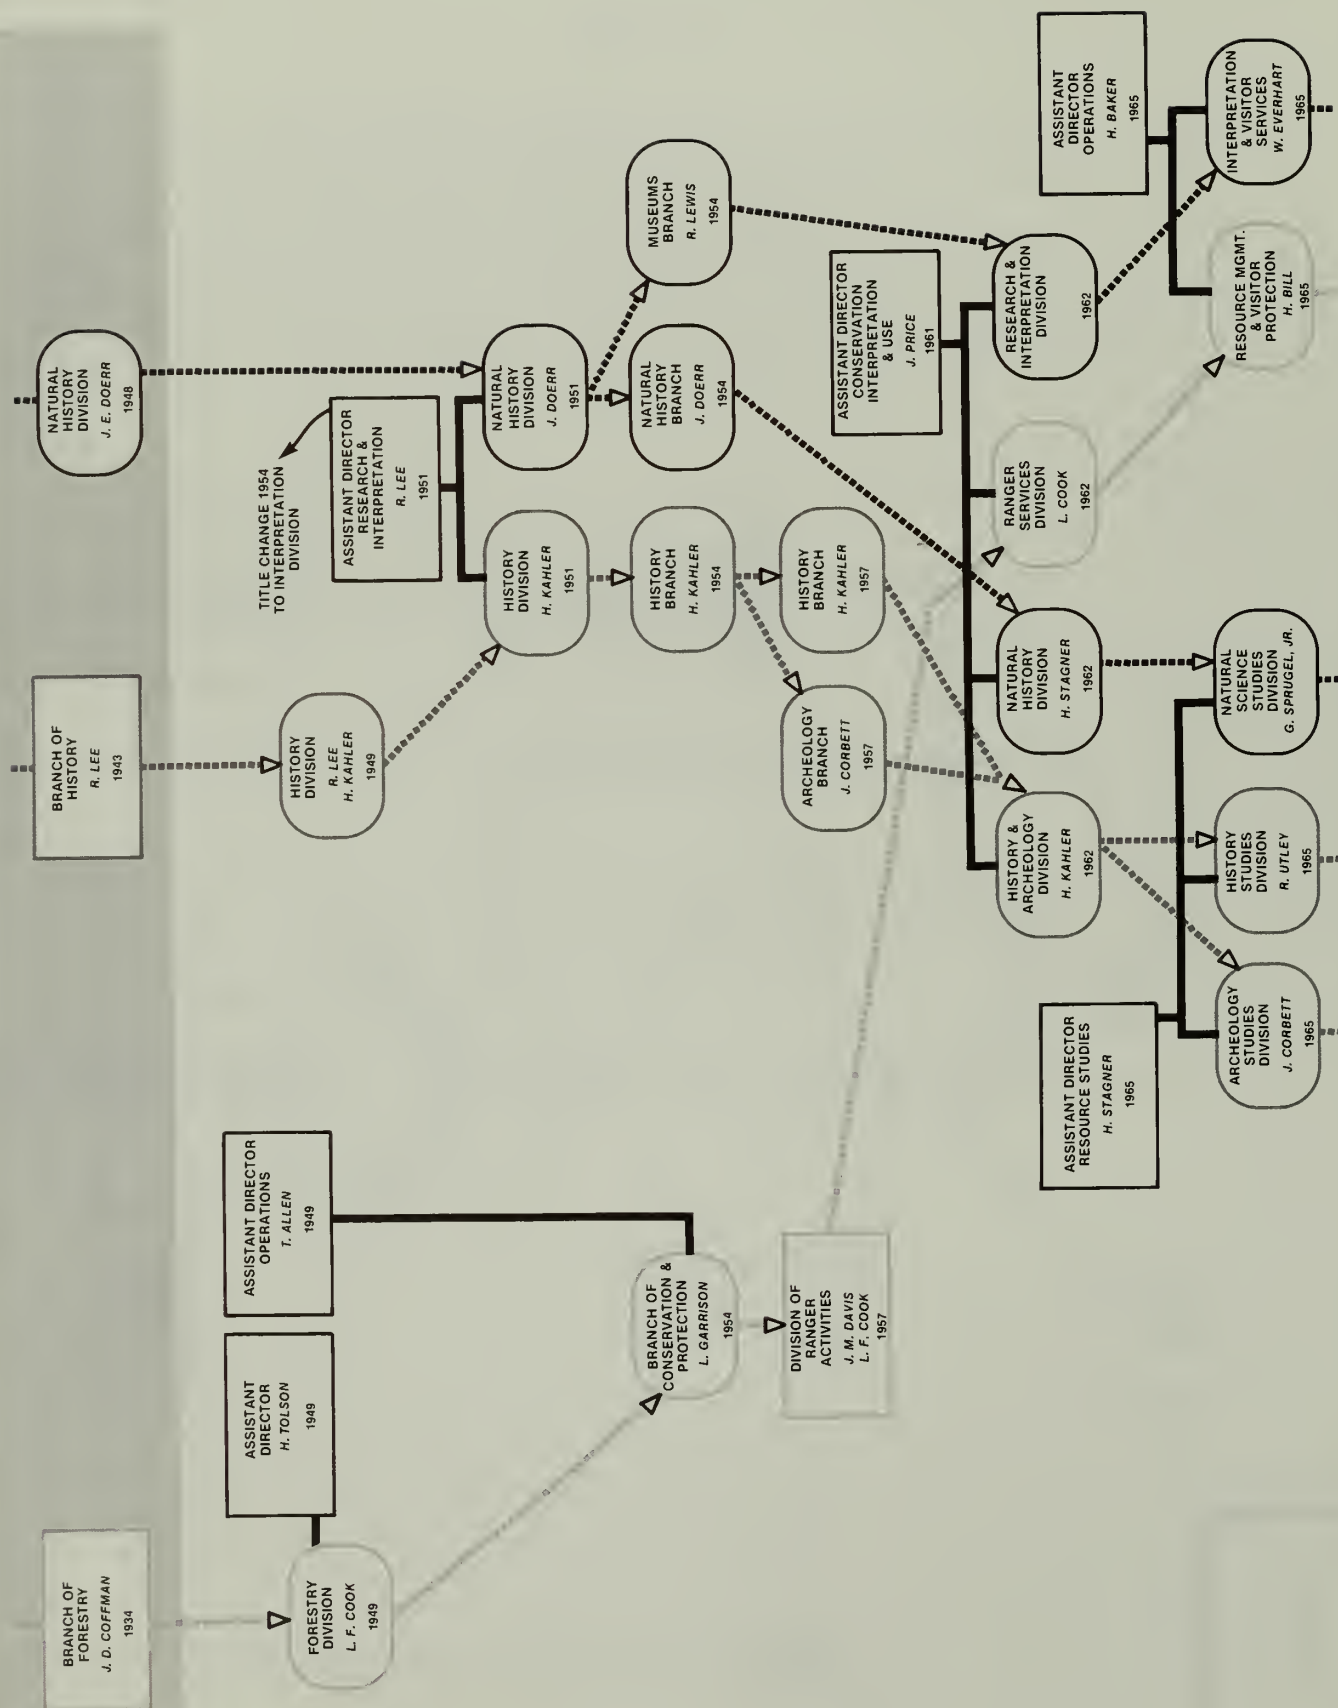 BRANCH OF
FORESTRY
J. D. COFFMAN
1934
BRANCH OF
HISTORY
R. LEE
1943
NATURAL
HISTORY
DIVISION
J. E. DOERR
1948
FORESTRY
DIVISION
L. F. COOK
1949
ASSISTANT
DIRECTOR
H. TOLSON
1949
ASSISTANT DIRECTOR
OPERATIONS
T. ALLEN
1949
HISTORY
DIVISION
R. LEE
H. KAHLER
1949
TITLE CHANGE 1954
TO INTERPRETATION
DIVISION
ASSISTANT DIRECTOR
RESEARCH &
INTERPRETATION
R. LEE
1951
HISTORY
DIVISION
H. KAHLER
1951
NATURAL
HISTORY
DIVISION
J. DOERR
1951
BRANCH OF
CONSERVATION &
PROTECTION
L. GARRISON
1954
HISTORY
BRANCH
H. KAHLER
1954
NATURAL
HISTORY
BRANCH
J. DOERR
1954
MUSEUMS
BRANCH
R. LEWIS
1954
DIVISION OF
RANGER
ACTIVITIES
J. M. DAVIS
L. F. COOK
1957
ARCHEOLOGY
BRANCH
J. CORBETT
1957
HISTORY
BRANCH
H. KAHLER
1957
ASSISTANT DIRECTOR
CONSERVATION
INTERPRETATION
& USE
J. PRICE
1961
HISTORY &
ARCHEOLOGY
DIVISION
H. KAHLER
1962
NATURAL
HISTORY
DIVISION
H. STAGNER
1962
RANGER
SERVICES
DIVISION
L. COOK
1962
RESEARCH &
INTERPRETATION
DIVISION
1962
ASSISTANT DIRECTOR
RESOURCE STUDIES
H. STAGNER
1965
ASSISTANT
DIRECTOR
OPERATIONS
H. BAKER
1965
ARCHEOLOGY
STUDIES
DIVISION
J. CORBETT
1965
HISTORY
STUDIES
DIVISION
R. UTLEY
1965
NATURAL
SCIENCE
STUDIES
DIVISION
G. SPRUGEL, JR.
RESOURCE MGMT.
& VISITOR
PROTECTION
H. BILL
1965
INTERPRETATION
& VISITOR
SERVICES
W. EVERHART
1965